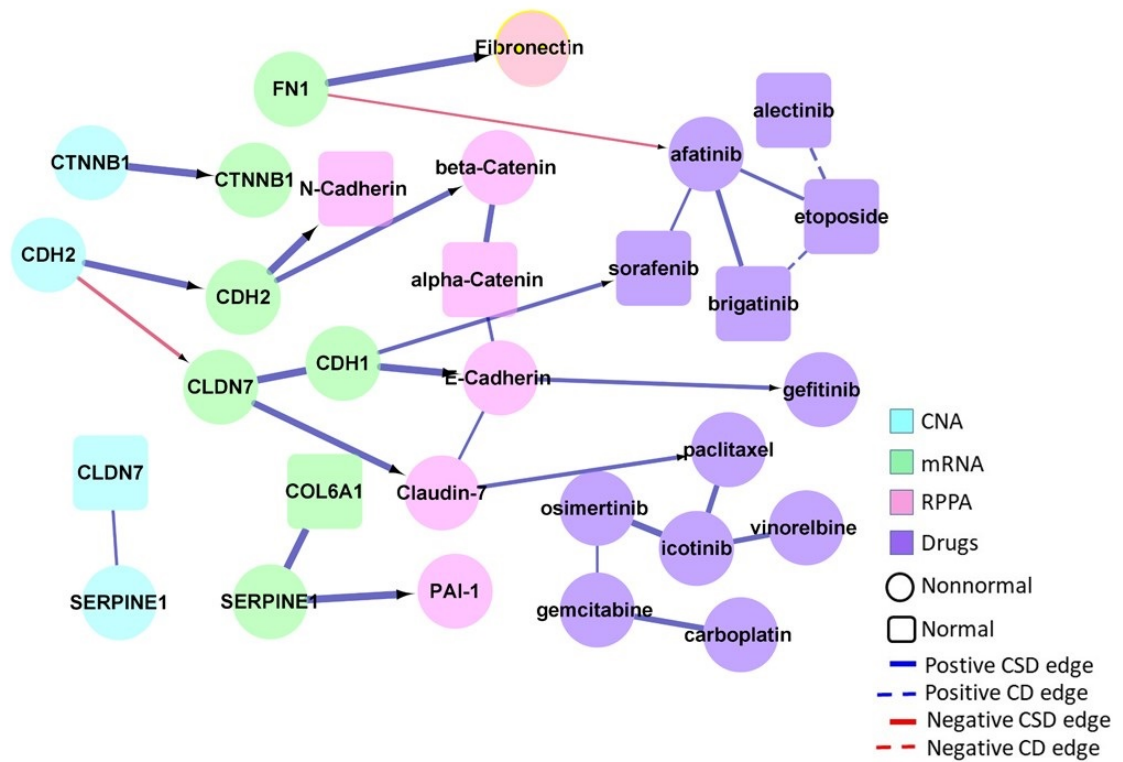 Fibronectin
FN1
alectinib
CTNNB1
CTNNB1
N-Cadherin
beta-Catenin
afatinib
etoposide
CDH2
CDH2
alpha-Catenin
sorafenib
brigatinib
CLDN7
CDH1
E-Cadherin
gefitinib
CLDN7
COL6A1
Claudin-7
paclitaxel
osimertinib
icotinib
vinorelbine
SERPINE1
SERPINE1
PAI-1
gemcitabine
carboplatin
CNA
mRNA
RPPA
Drugs
Nonnormal
Normal
Postive CSD edge
Positive CD edge
Negative CSD edge
Negative CD edge